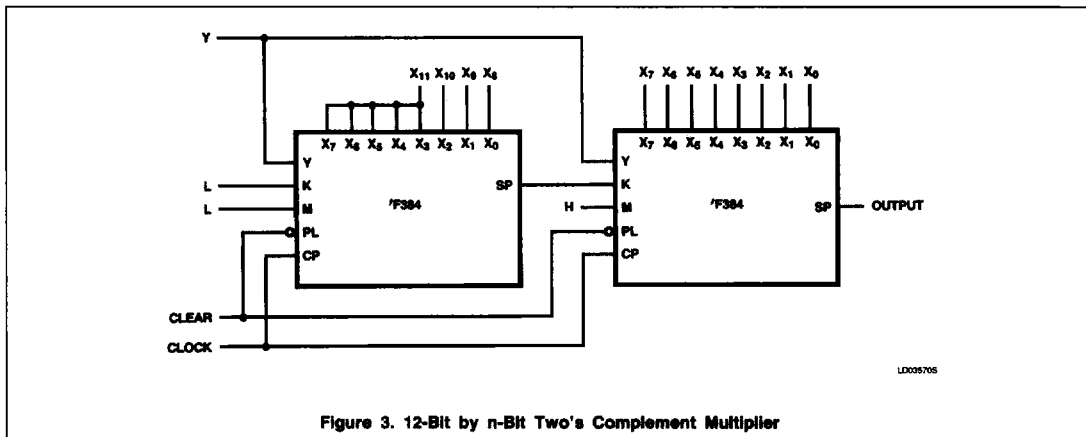 Y
X11 X10 X9 X8
X7 X6 X5 X4 X3 X2 X1 X0
X7 X6 X5 X4 X3 X2 X1 X0
X7 X6 X5 X4 X3 X2 X1 X0
Y
L K
L M
PL
CP
'F384
SP
Y
K
H M
PL
CP
'F384
SP OUTPUT
CLEAR
CLOCK
LD03570S
Figure 3. 12-Bit by n-Bit Two's Complement Multiplier